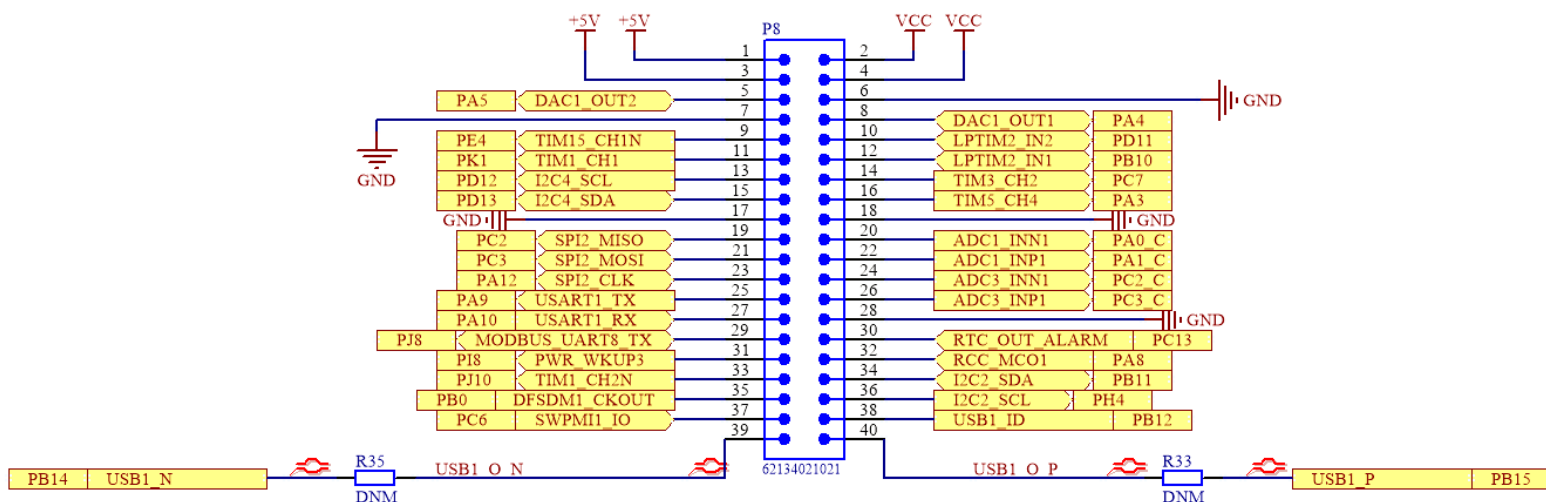 +5V +5V P8 VCC VCC
1 2
3 4
PA5 DAC1_OUT2 5 6 GND
7 8 DAC1_OUT1 PA4
PE4 TIM15_CH1N 9 10 LPTIM2_IN2 PD11
PK1 TIM1_CH1 11 12 LPTIM2_IN1 PB10
GND PD12 I2C4_SCL 13 14 TIM3_CH2 PC7
PD13 I2C4_SDA 15 16 TIM5_CH4 PA3
GND 17 18 GND
PC2 SPI2_MISO 19 20 ADC1_INN1 PA0_C
PC3 SPI2_MOSI 21 22 ADC1_INP1 PA1_C
PA12 SPI2_CLK 23 24 ADC3_INN1 PC2_C
PA9 USART1_TX 25 26 ADC3_INP1 PC3_C
PA10 USART1_RX 27 28 GND
PJ8 MODBUS_UART8_TX 29 30 RTC_OUT_ALARM PC13
PI8 PWR_WKUP3 31 32 RCC_MCO1 PA8
PJ10 TIM1_CH2N 33 34 I2C2_SDA PB11
PB0 DFSDM1_CKOUT 35 36 I2C2_SCL PH4
PC6 SWPMI1_IO 37 38 USB1_ID PB12
39 40
R35 USB1_O_N 62134021021 USB1_O_P R33
PB14 USB1_N USB1_P PB15
DNM DNM